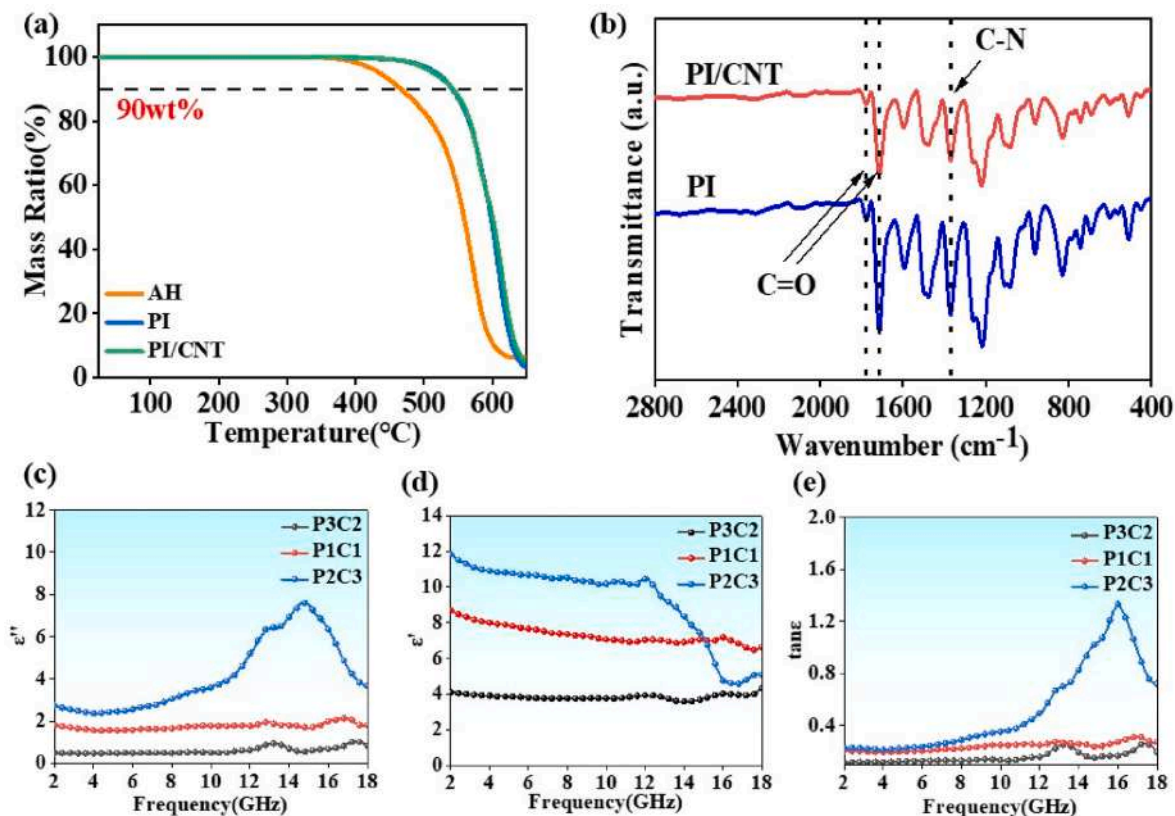 (a)
100
80
60
40
20
0
Mass Ratio(%)
90wt%
AH
PI
PI/CNT
100 200 300 400 500 600
Temperature(°C)
(b)
Transmittance (a.u.)
PI/CNT
C-N
PI
C=O
2800 2400 2000 1600 1200 800 400
Wavenumber (cm-1)
(c)
12
10
8
6
4
2
0
ε''
P3C2
P1C1
P2C3
2 4 6 8 10 12 14 16 18
Frequency(GHz)
(d)
14
12
10
8
6
4
2
0
ε'
P3C2
P1C1
P2C3
2 4 6 8 10 12 14 16 18
Frequency(GHz)
(e)
2.0
1.6
1.2
0.8
0.4
tanε
P3C2
P1C1
P2C3
2 4 6 8 10 12 14 16 18
Frequency(GHz)